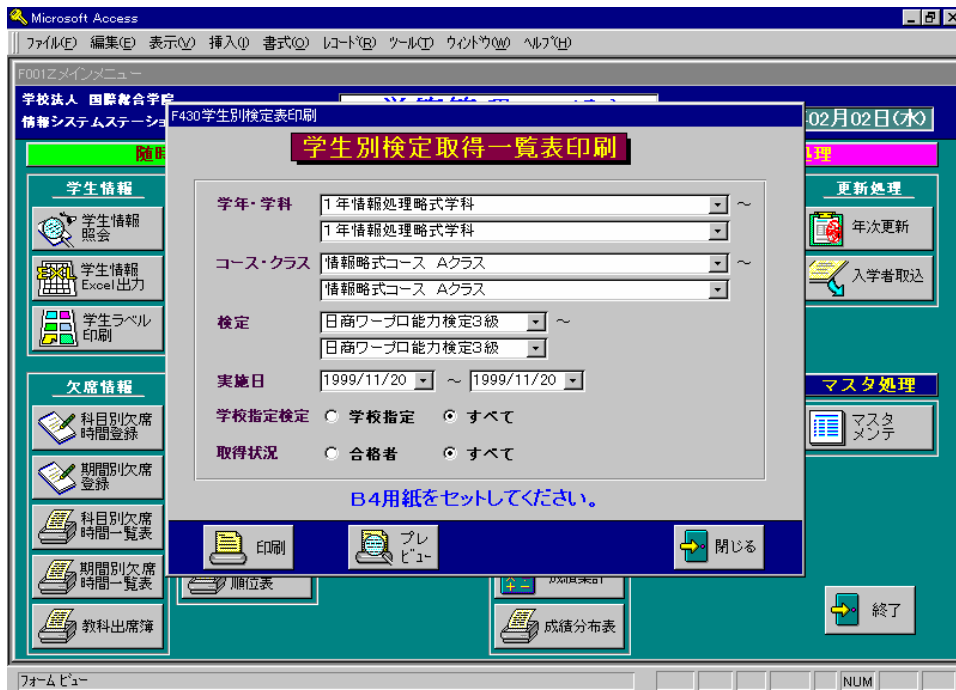 Microsoft Access
ファイル(F) 編集(E) 表示(V) 挿入(I) 書式(O) レコード(R) ツール(T) ウィンドウ(W) ヘルプ(H)
F001Zメインメニュー
学校法人 国際総合学院
情報システムステーショ
02月02日(水)
F430学生別検定表印刷
学生別検定取得一覧表印刷
随時
処理
学生情報
学生情報
照会
学生情報
Excel出力
学生ラベル
印刷
欠席情報
科目別欠席
時間登録
期間別欠席
登録
科目別欠席
時間一覧表
期間別欠席
時間一覧表
教科出席簿
学年・学科 1年情報処理略式学科 ~
1年情報処理略式学科
コース・クラス 情報略式コース Aクラス ~
情報略式コース Aクラス
検定 日商ワープロ能力検定3級 ~
日商ワープロ能力検定3級
実施日 1999/11/20 ~ 1999/11/20
学校指定検定 学校指定 すべて
取得状況 合格者 すべて
B4用紙をセットしてください。
印刷
プレ
ビュー
閉じる
順位表
成績集計
成績分布表
更新処理
年次更新
入学者取込
マスタ処理
マスタ
メンテ
終了
フォーム ビュー
NUM